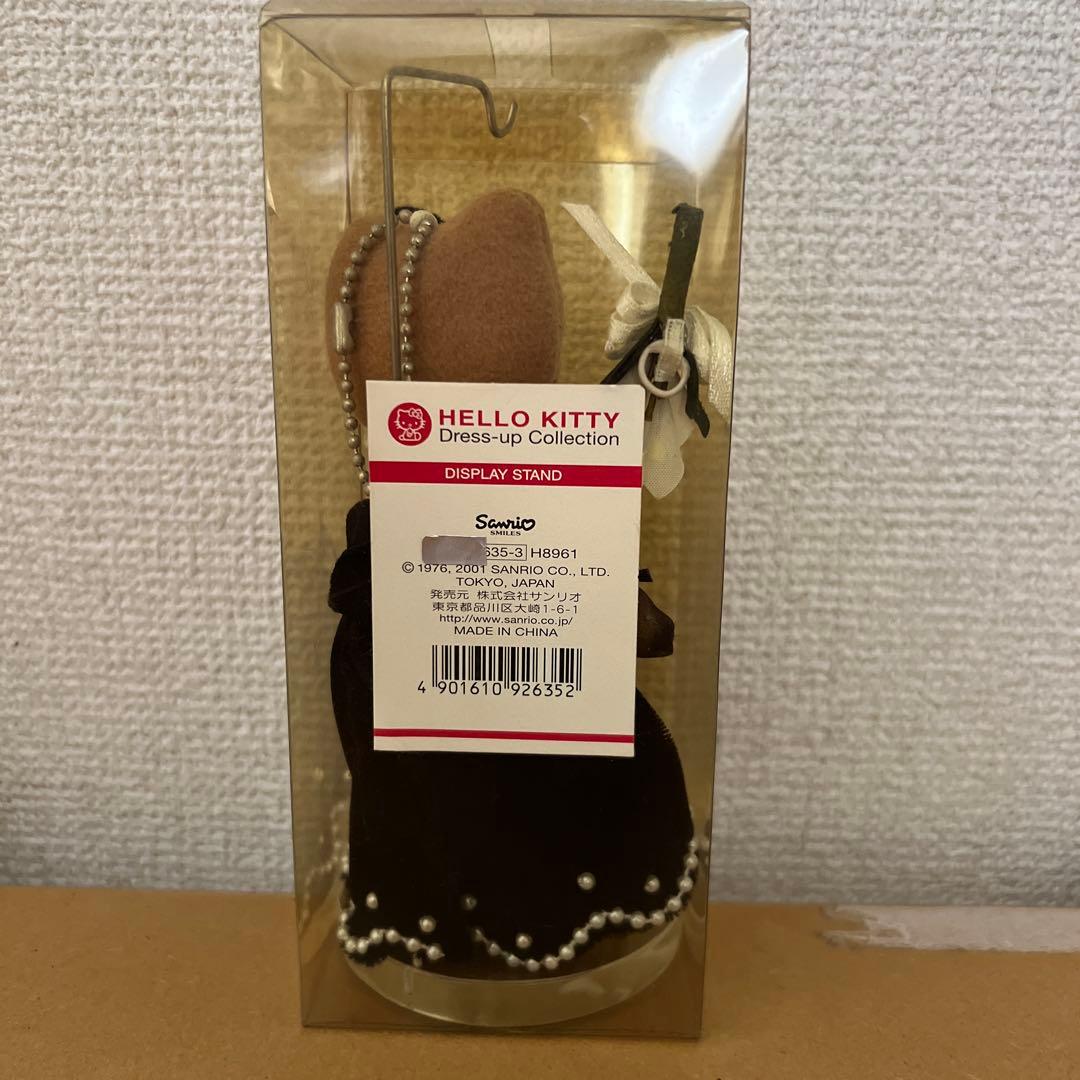 HELLO KITTY
Dress-up Collection
DISPLAY STAND
Sanrio
SMILES
635-3 H8961
© 1976, 2001 SANRIO CO., LTD.
TOKYO, JAPAN
発売元 株式会社サンリオ
東京都品川区大崎1-6-1
http://www.sanrio.co.jp/
MADE IN CHINA
4 901610 926352